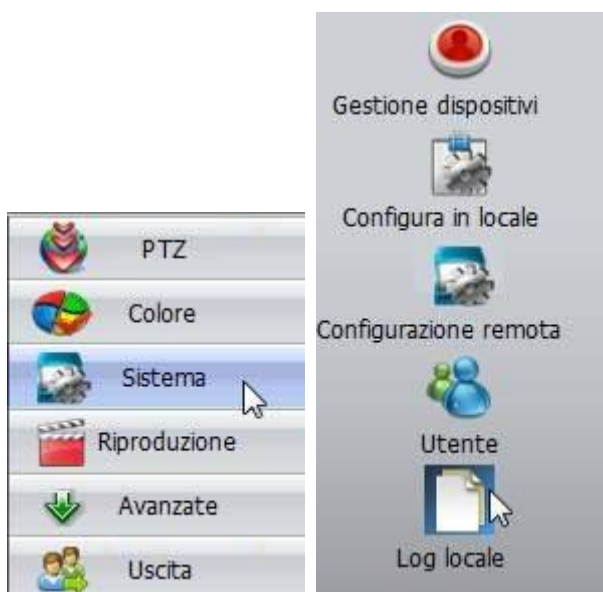 PTZ
Colore
Sistema
Riproduzione
Avanzate
Uscita
Gestione dispositivi
Configura in locale
Configurazione remota
Utente
Log locale